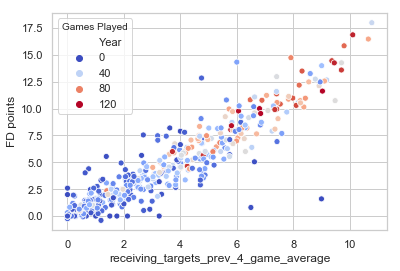 Games Played
Year
0
40
80
120
17.5
15.0
12.5
10.0
7.5
5.0
2.5
0.0
FD points
0 2 4 6 8 10
receiving_targets_prev_4_game_average